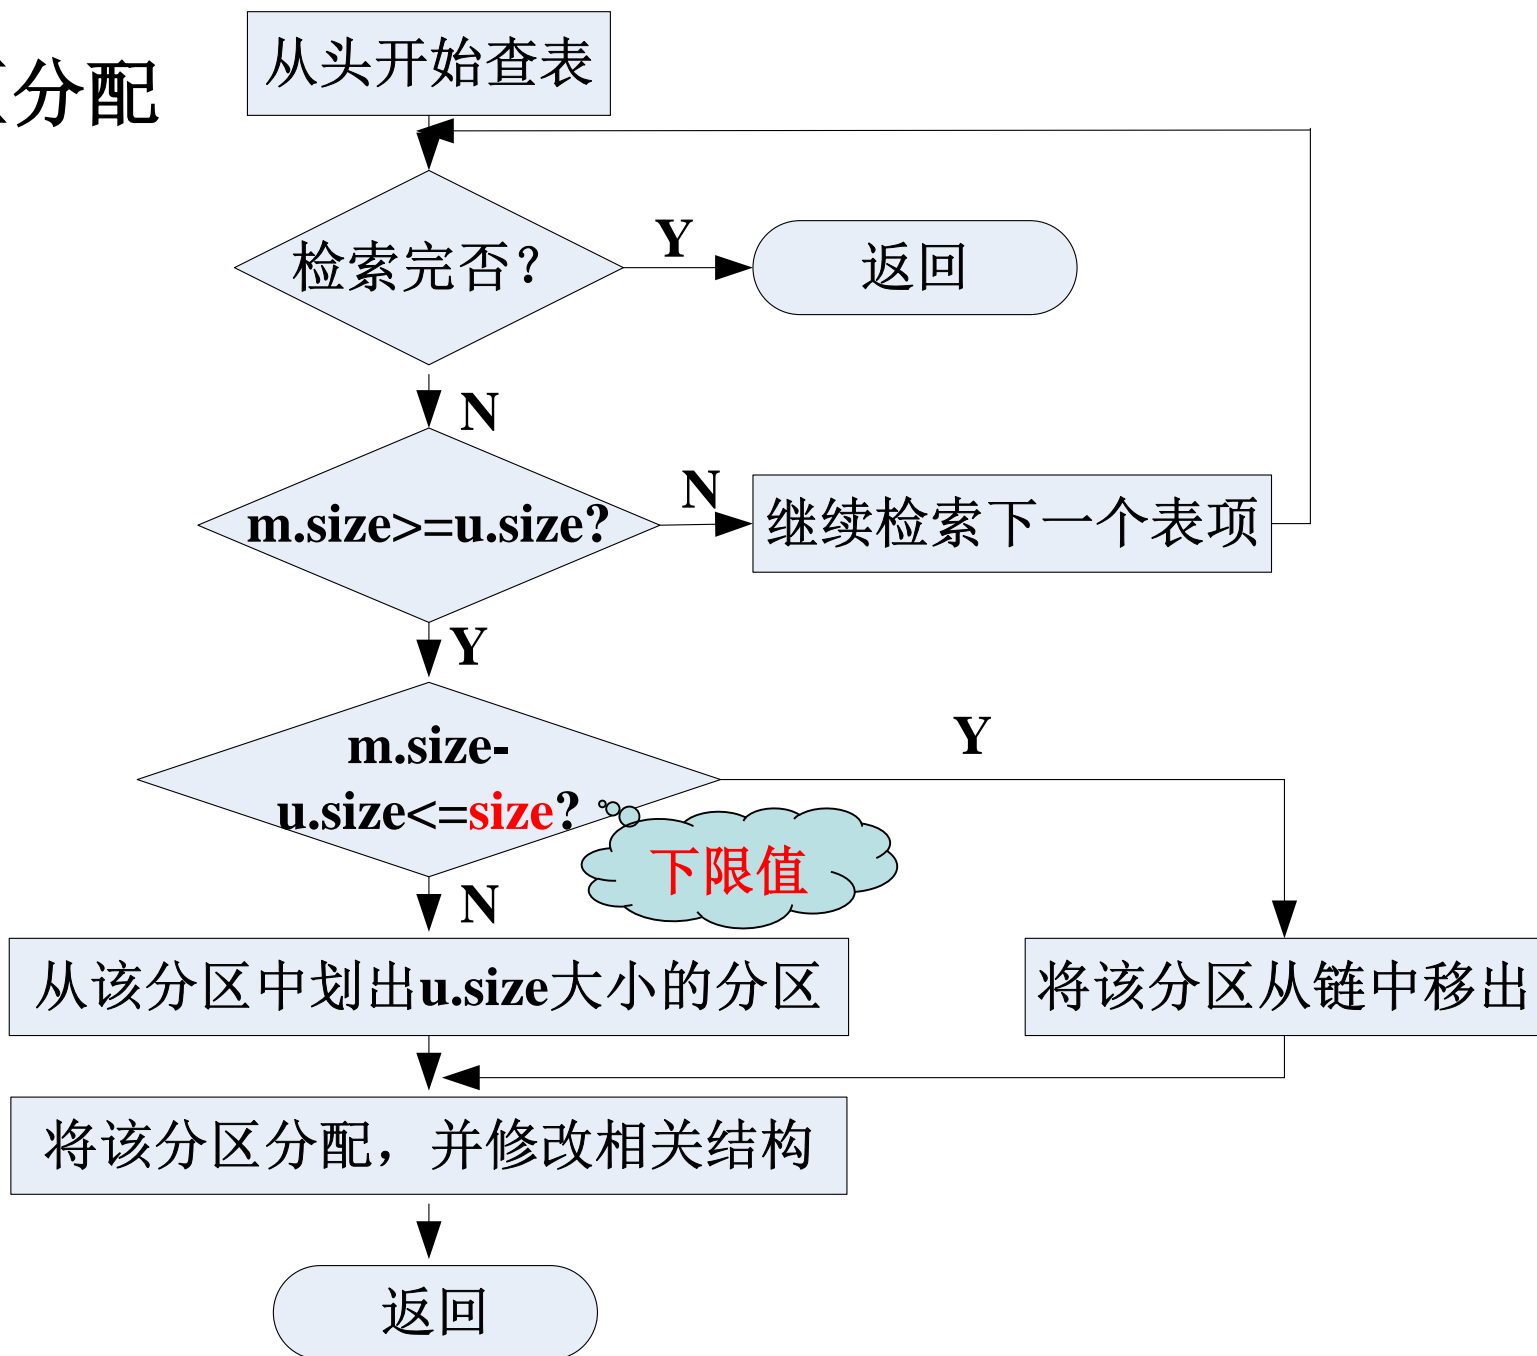 从头开始查表
分配
检索完否？
Y
返回
N
m.size>=u.size?
N
继续检索下一个表项
Y
m.size-
u.size<=size?
Y
下限值
N
从该分区中划出u.size大小的分区
将该分区从链中移出
将该分区分配，并修改相关结构
返回